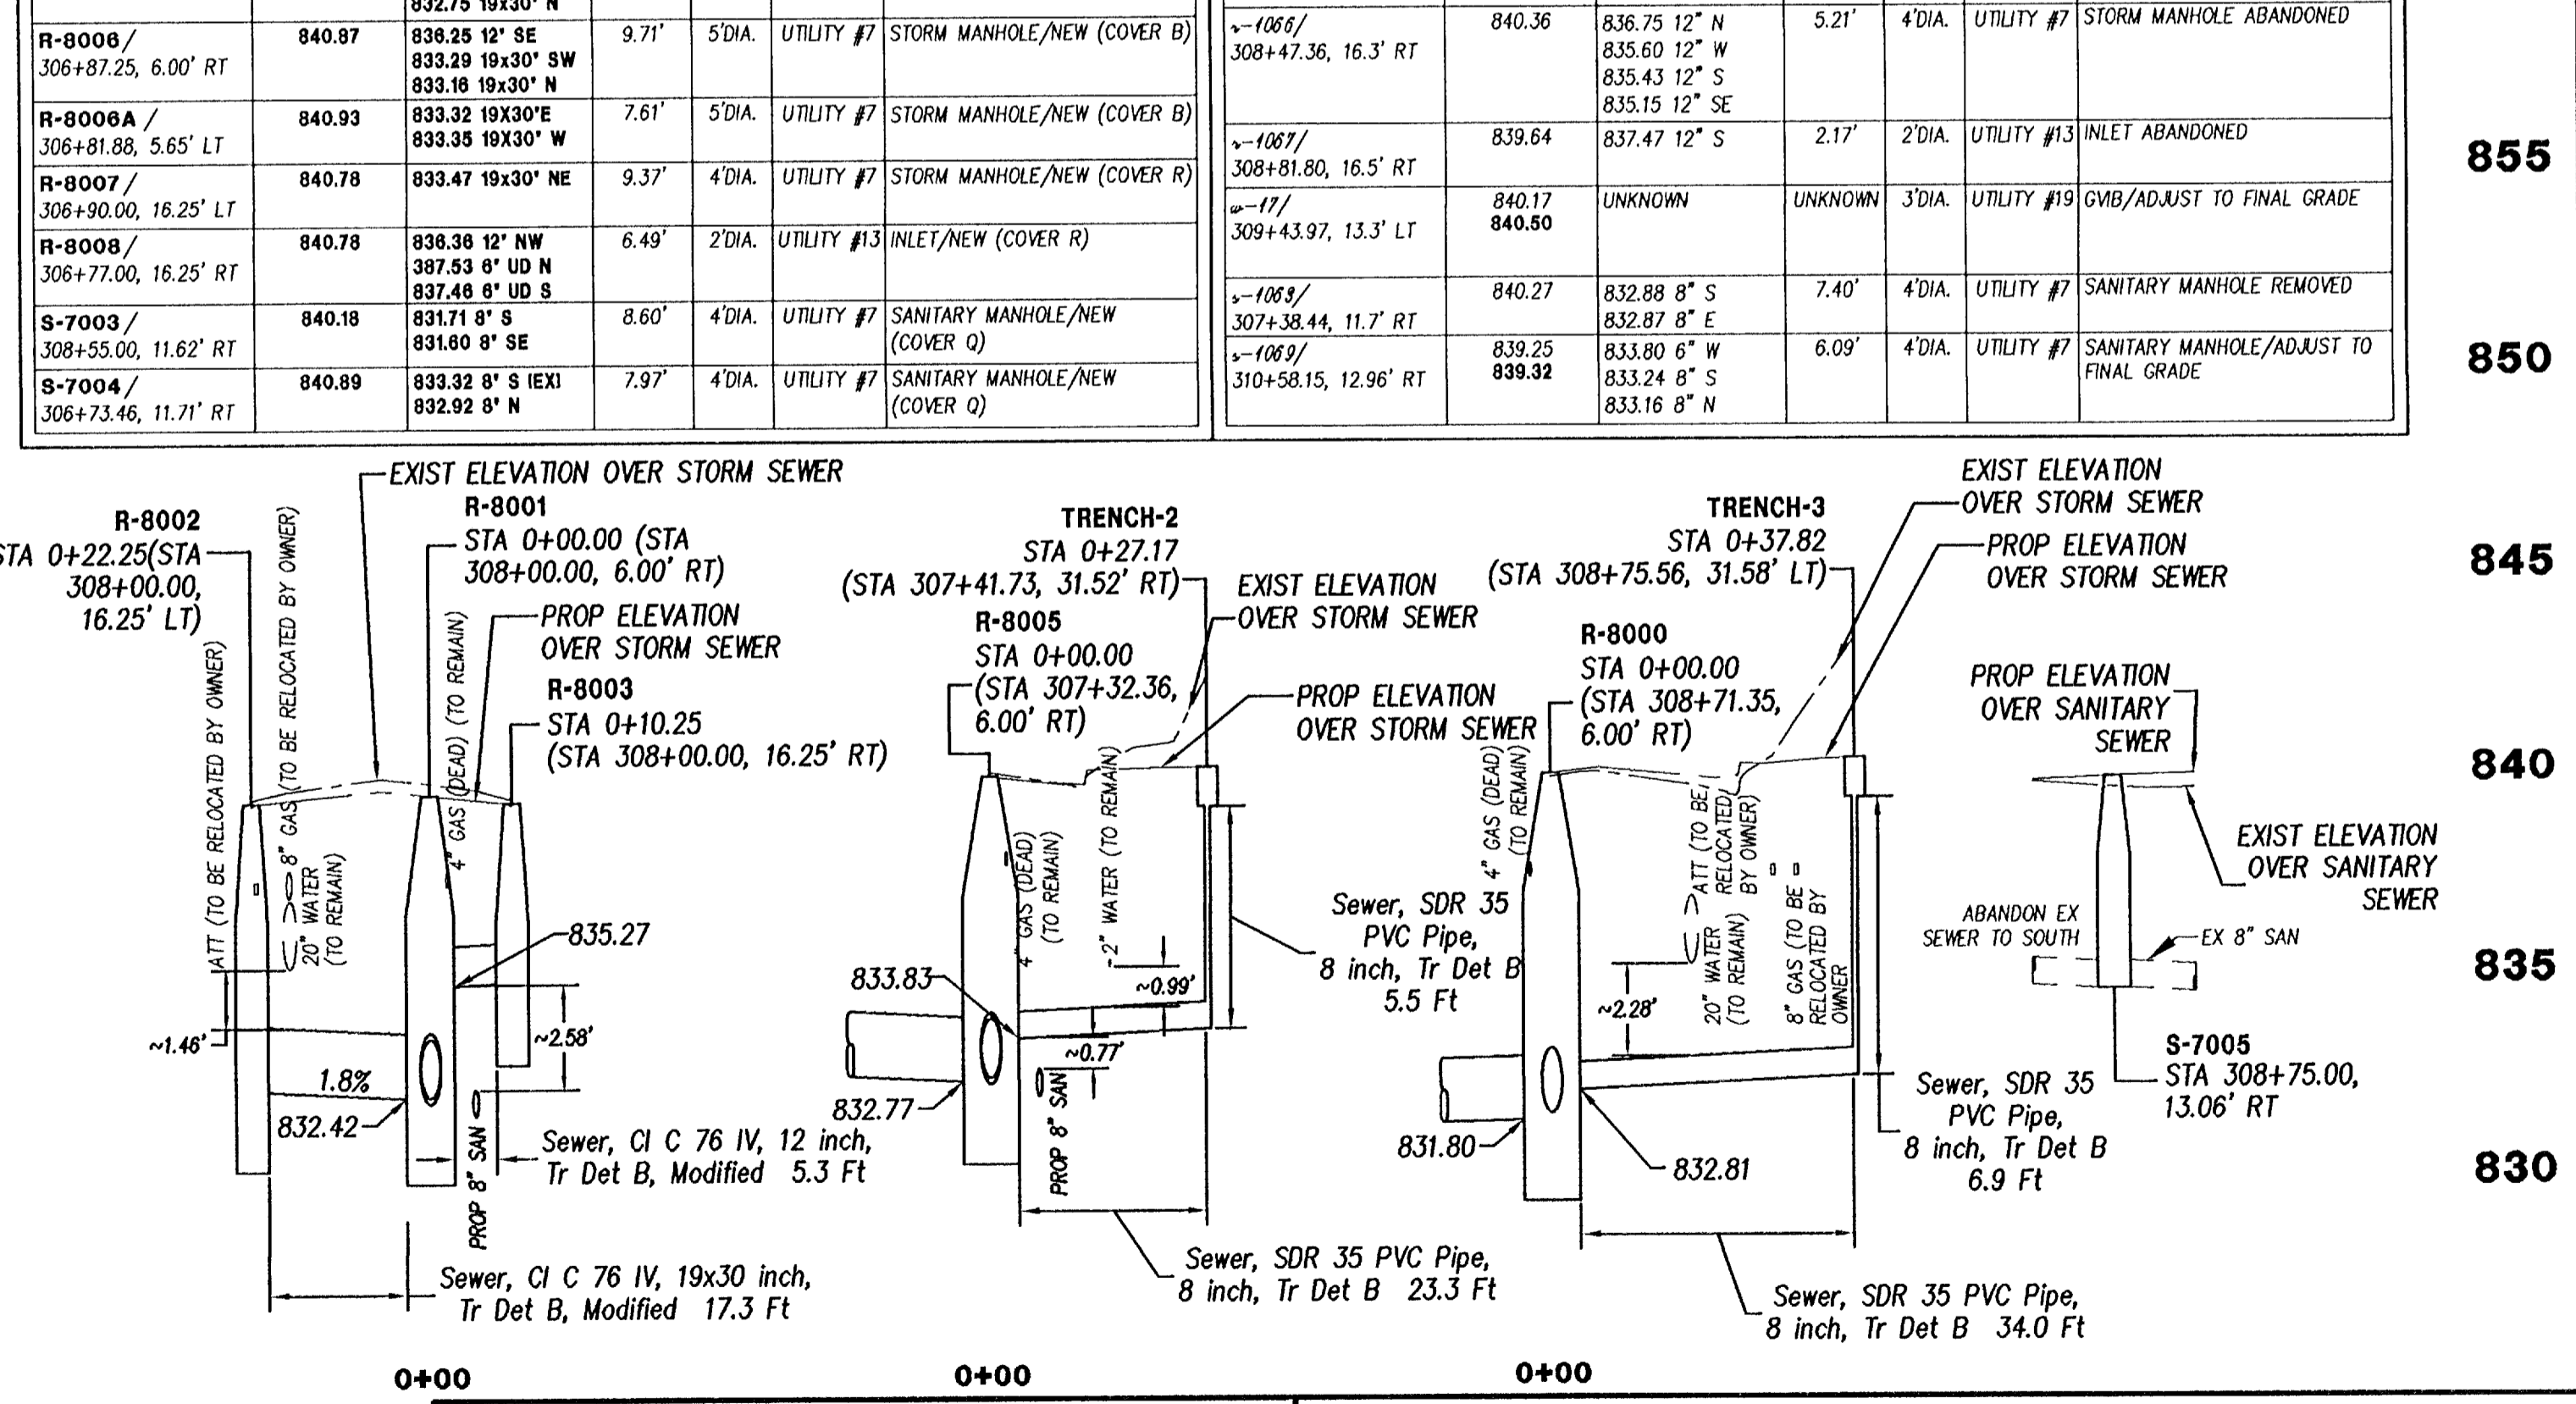 832.75 19x30" N
R-8006/
306+87.25, 6.00' RT
840.87
836.25 12" SE
833.29 19x30" SW
833.16 19x30" N
9.71'
5'DIA.
UTILITY #7
STORM MANHOLE/NEW (COVER B)
R-8006A /
306+81.88, 5.65' LT
840.93
833.32 19X30"E
833.35 19X30" W
7.61'
5'DIA.
UTILITY #7
STORM MANHOLE/NEW (COVER B)
R-8007/
306+90.00, 16.25' LT
840.78
833.47 19x30" NE
9.37'
4'DIA.
UTILITY #7
STORM MANHOLE/NEW (COVER R)
R-8008/
306+77.00, 16.25' RT
840.78
836.36 12" NW
387.53 6" UD N
837.46 6" UD S
6.49'
2'DIA.
UTILITY #13
INLET/NEW (COVER R)
S-7003/
308+55.00, 11.62' RT
840.18
831.71 8" S
831.60 8" SE
8.60'
4'DIA.
UTILITY #7
SANITARY MANHOLE/NEW
(COVER Q)
S-7004/
306+73.46, 11.71' RT
840.89
833.32 8" S (EX)
832.92 8" N
7.97'
4'DIA.
UTILITY #7
SANITARY MANHOLE/NEW
(COVER Q)
-1066/
308+47.36, 16.3' RT
840.36
836.75 12" N
835.60 12" W
835.43 12" S
835.15 12" SE
5.21'
4'DIA.
UTILITY #7
STORM MANHOLE ABANDONED
-1067/
308+81.80, 16.5' RT
839.64
837.47 12" S
2.17'
2'DIA.
UTILITY #13
INLET ABANDONED
w-17/
309+43.97, 13.3' LT
840.17
840.50
UNKNOWN
UNKNOWN
3'DIA.
UTILITY #19
GVIB/ADJUST TO FINAL GRADE
307+38.44, 11.7' RT
840.27
832.88 8" S
832.87 8" E
7.40'
4'DIA.
UTILITY #7
SANITARY MANHOLE REMOVED
s-1069/
310+58.15, 12.96' RT
839.25
839.32
833.80 6" W
833.24 8" S
833.16 8" N
6.09'
4'DIA.
UTILITY #7
SANITARY MANHOLE/ADJUST TO
FINAL GRADE
855
850
845
840
835
830
EXIST ELEVATION OVER STORM SEWER
R-8002
STA 0+22.25(STA
308+00.00,
16.25' LT)
R-8001
STA 0+00.00 (STA
308+00.00, 6.00' RT)
PROP ELEVATION
OVER STORM SEWER
R-8003
STA 0+10.25
(STA 308+00.00, 16.25' RT)
ATT (TO BE RELOCATED BY OWNER)
8" GAS (TO BE RELOCATED BY OWNER)
20" WATER
(TO REMAIN)
4" GAS (DEAD) (TO REMAIN)
835.27
~1.46'
1.8%
832.42
~2.58'
PROP 8" SAN
Sewer, Cl C 76 IV, 12 inch,
Tr Det B, Modified 5.3 Ft
Sewer, Cl C 76 IV, 19x30 inch,
Tr Det B, Modified 17.3 Ft
0+00
TRENCH-2
STA 0+27.17
(STA 307+41.73, 31.52' RT)
R-8005
STA 0+00.00
(STA 307+32.36,
6.00' RT)
EXIST ELEVATION
OVER STORM SEWER
PROP ELEVATION
OVER STORM SEWER
4" GAS (DEAD)
(TO REMAIN)
2" WATER (TO REMAIN)
833.83
832.77
~0.99'
~0.77'
PROP 8" SAN
Sewer, SDR 35
PVC Pipe,
8 inch, Tr Det B
5.5 Ft
Sewer, SDR 35 PVC Pipe,
8 inch, Tr Det B 23.3 Ft
0+00
TRENCH-3
STA 0+37.82
(STA 308+75.56, 31.58' LT)
R-8000
STA 0+00.00
(STA 308+71.35,
6.00' RT)
EXIST ELEVATION
OVER STORM SEWER
PROP ELEVATION
OVER STORM SEWER
4" GAS (DEAD)
(TO REMAIN)
ATT (TO BE
RELOCATED
BY OWNER)
20" WATER
(TO REMAIN)
8" GAS (TO BE
RELOCATED BY
OWNER
~2.28'
831.80
832.81
Sewer, SDR 35
PVC Pipe,
8 inch, Tr Det B
6.9 Ft
Sewer, SDR 35 PVC Pipe,
8 inch, Tr Det B 34.0 Ft
0+00
PROP ELEVATION
OVER SANITARY
SEWER
EXIST ELEVATION
OVER SANITARY
SEWER
ABANDON EX
SEWER TO SOUTH
EX 8" SAN
S-7005
STA 308+75.00,
13.06' RT